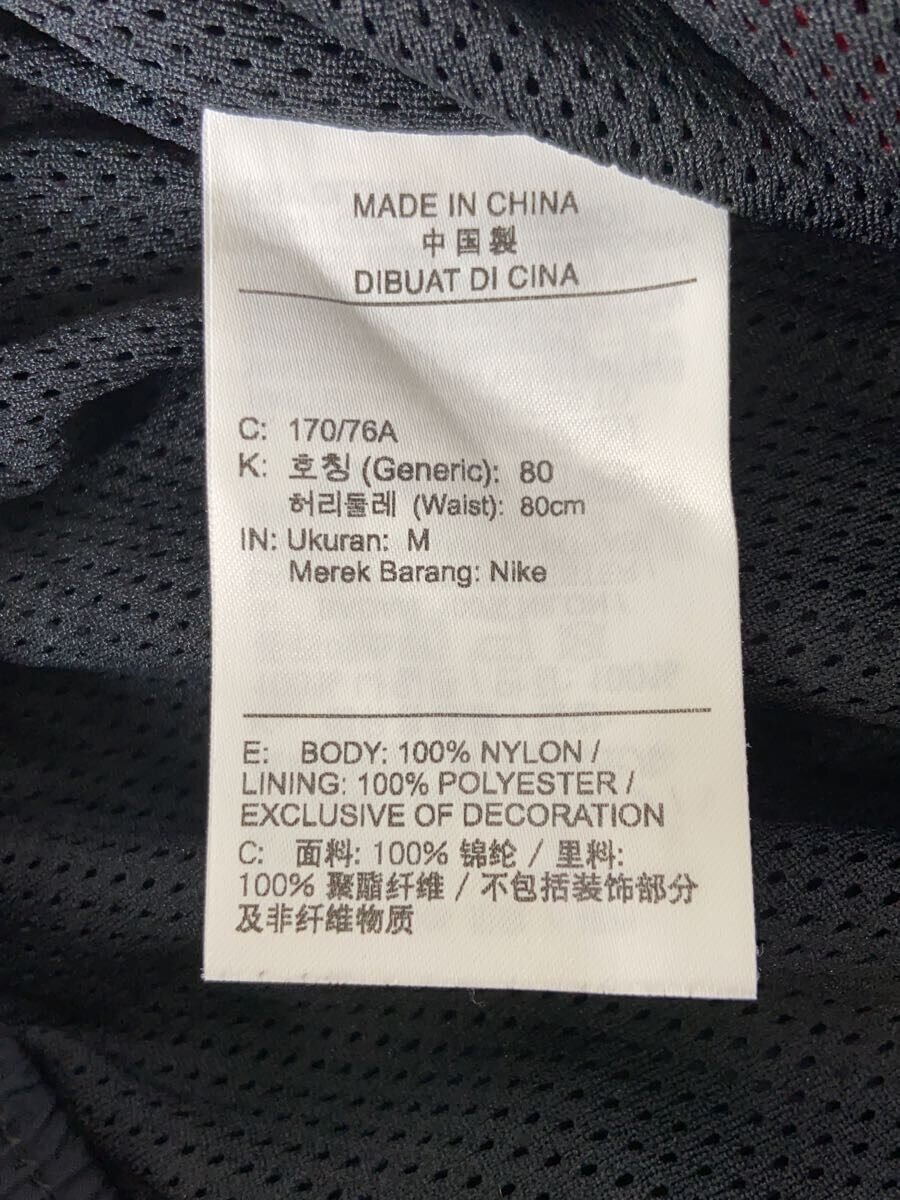 MADE IN CHINA
中国製
DIBUAT DI CINA
C: 170/76A
K: 호칭 (Generic): 80
허리둘레 (Waist): 80cm
IN: Ukuran: M
Merek Barang: Nike
E: BODY: 100% NYLON /
LINING: 100% POLYESTER /
EXCLUSIVE OF DECORATION
C: 面料: 100% 锦纶 / 里料:
100% 聚酯纤维 / 不包括装饰部分
及非纤维物质